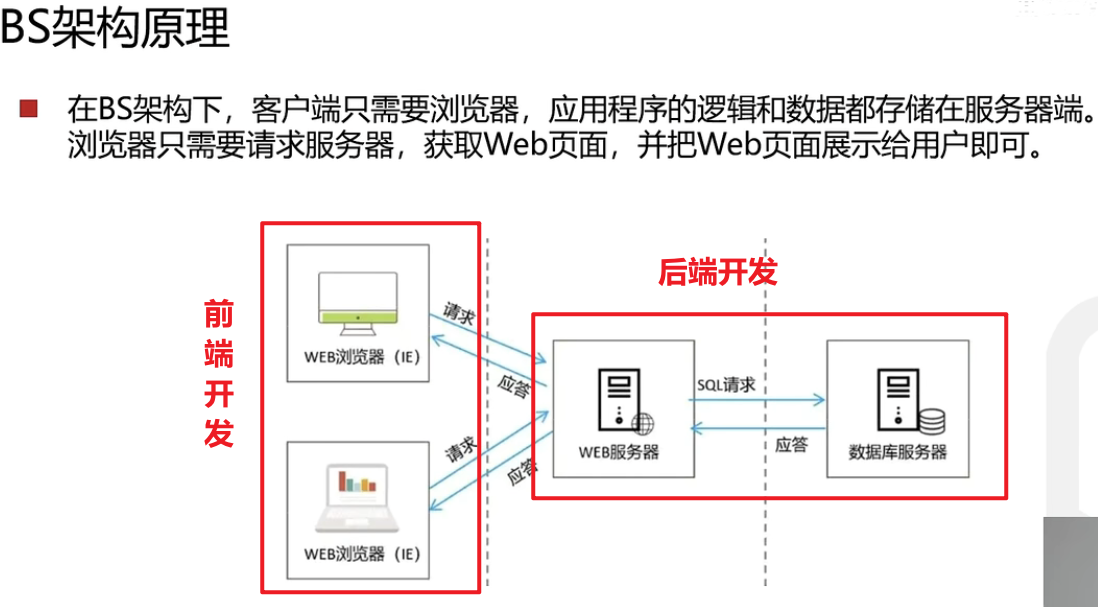 BS架构原理
在BS架构下，客户端只需要浏览器，应用程序的逻辑和数据都存储在服务器端。
浏览器只需要请求服务器，获取Web页面，并把Web页面展示给用户即可。
后端开发
前端开发
请求
WEB浏览器（IE）
应答
SQL请求
WEB服务器
应答
数据库服务器
请求
应答
WEB浏览器（IE）